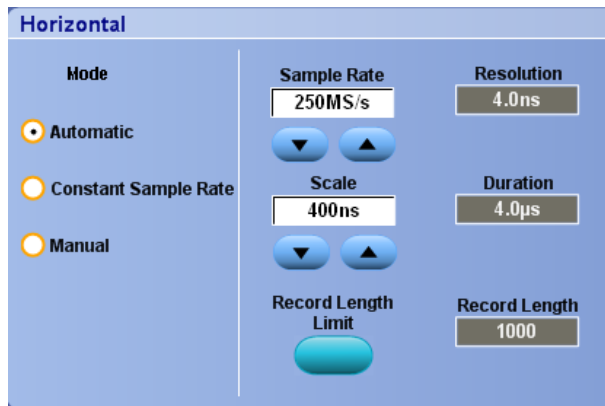 Horizontal
Mode
Automatic
Constant Sample Rate
Manual
Sample Rate
250MS/s
Scale
400ns
Record Length
Limit
Resolution
4.0ns
Duration
4.0µs
Record Length
1000